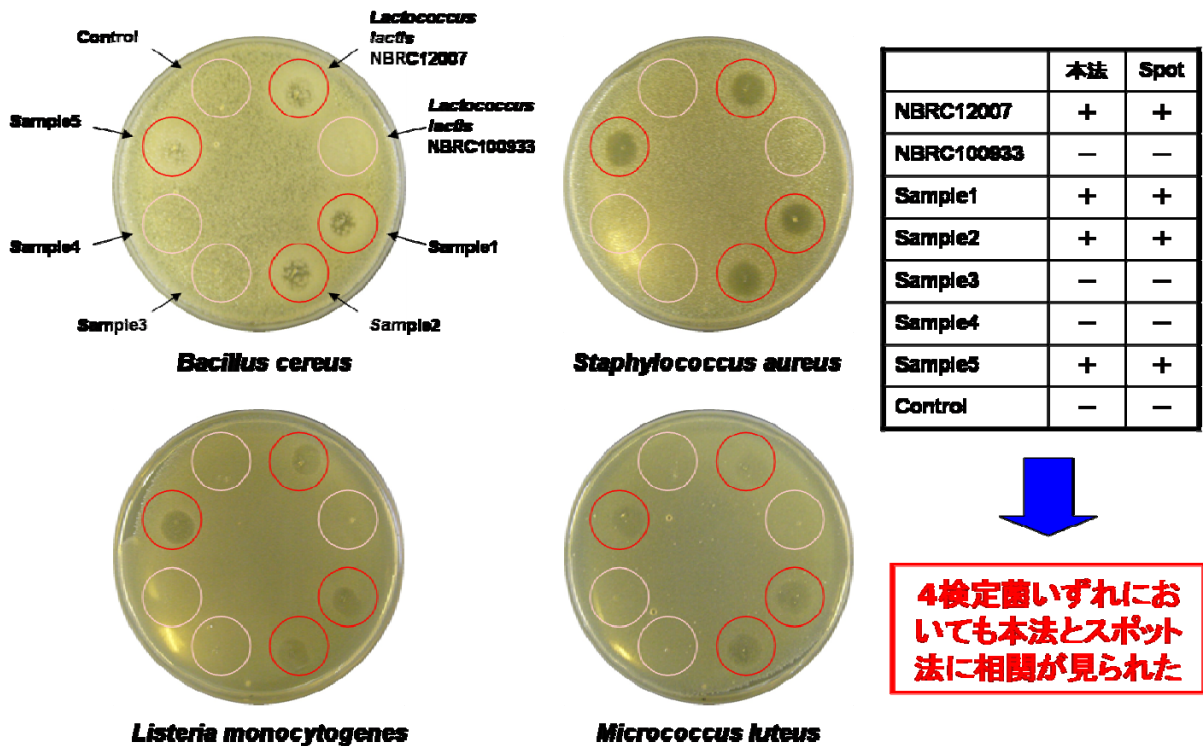 Control
Lactococcus
lactis
NBRC12007
Lactococcus
lactis
NBRC100933
Sample5
Sample4
Sample1
Sample3
Sample2
Bacillus cereus
Staphylococcus aureus
Listeria monocytogenes
Micrococcus luteus
本法 Spot
NBRC12007 + +
NBRC100933 − −
Sample1 + +
Sample2 + +
Sample3 − −
Sample4 − −
Sample5 + +
Control − −
4検定菌いずれにお
いても本法とスポット
法に相関が見られた